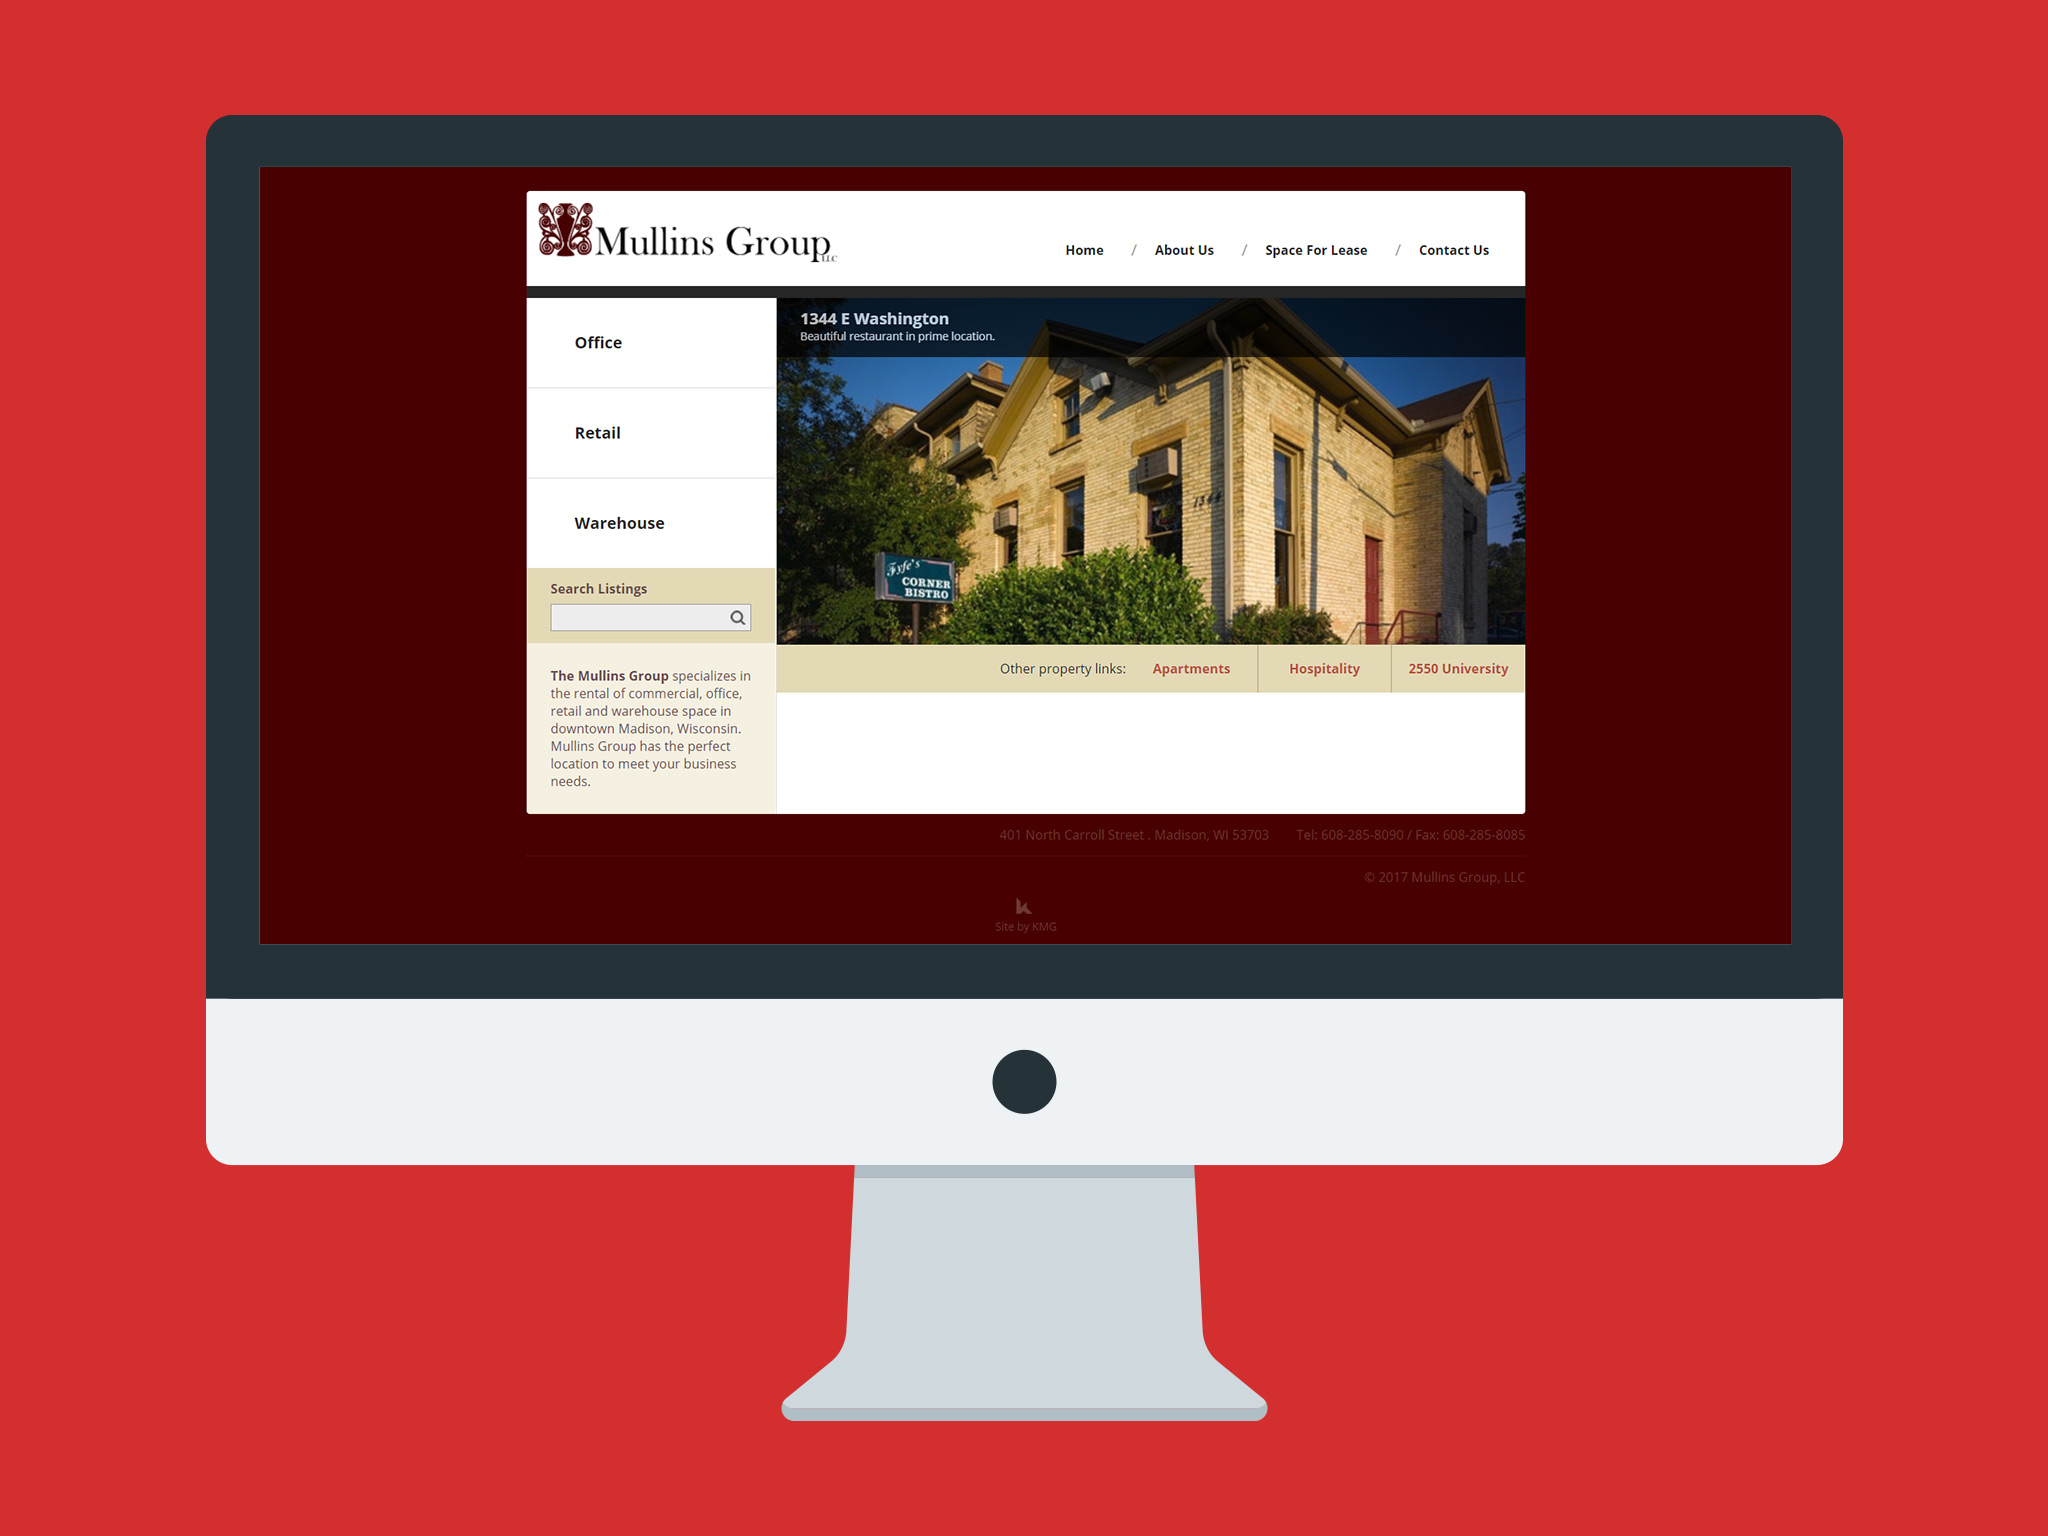 Mullins Group LLC
Home / About Us / Space For Lease / Contact Us
Office
Retail
Warehouse
Search Listings
The Mullins Group specializes in
the rental of commercial, office,
retail and warehouse space in
downtown Madison, Wisconsin.
Mullins Group has the perfect
location to meet your business
needs.
1344 E Washington
Beautiful restaurant in prime location.
1344
Fyfe's
CORNER
BISTRO
Other property links: Apartments Hospitality 2550 University
401 North Carroll Street . Madison, WI 53703 Tel: 608-285-8090 / Fax: 608-285-8085
© 2017 Mullins Group, LLC
Site by KMG